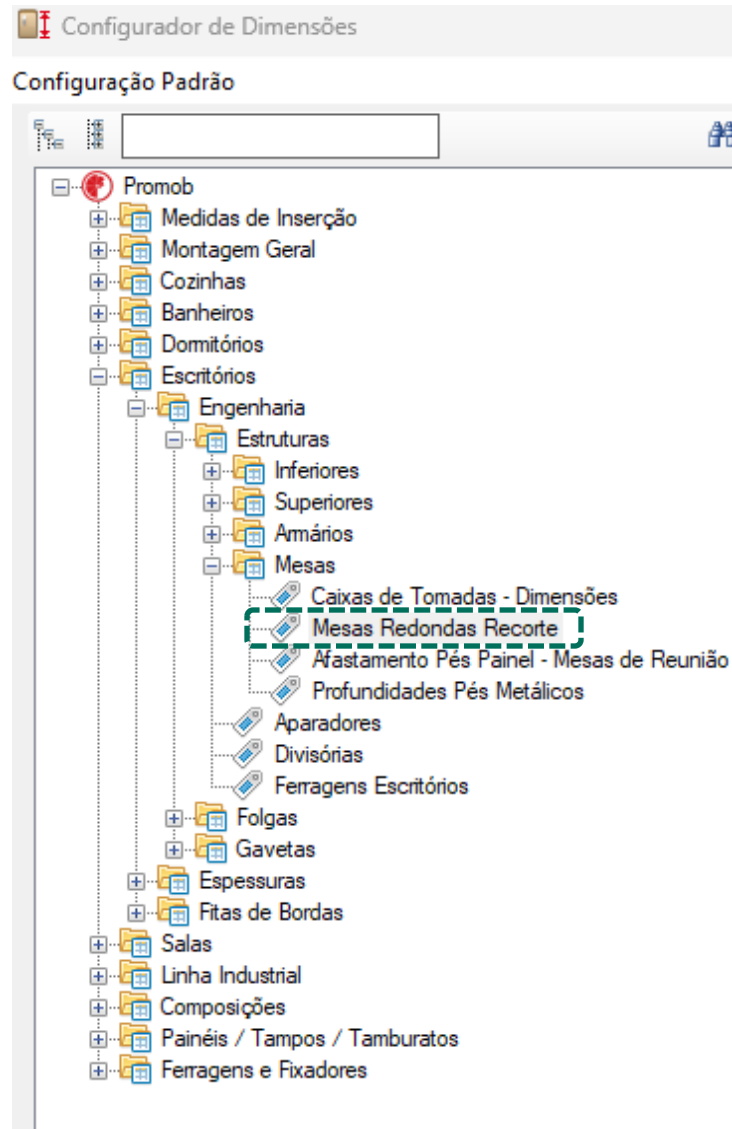 Configurador de Dimensões
Configuração Padrão
Promob
Medidas de Inserção
Montagem Geral
Cozinhas
Banheiros
Dormitórios
Escritórios
Engenharia
Estruturas
Inferiores
Superiores
Armários
Mesas
Caixas de Tomadas - Dimensões
Mesas Redondas Recorte
Afastamento Pés Painel - Mesas de Reunião
Profundidades Pés Metálicos
Aparadores
Divisórias
Ferragens Escritórios
Folgas
Gavetas
Espessuras
Fitas de Bordas
Salas
Linha Industrial
Composições
Painéis / Tampos / Tamburatos
Ferragens e Fixadores